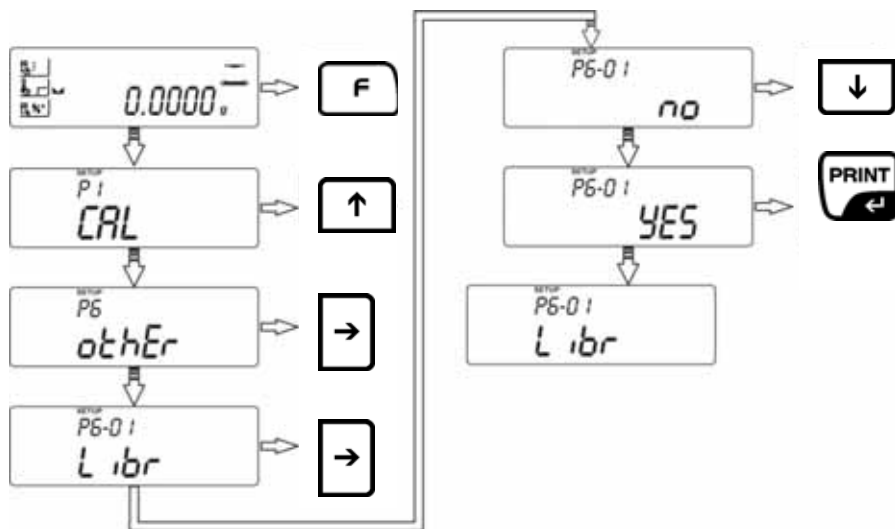 0.0000 g
F
SETUP
P1
CAL
↑
SETUP
P6
othEr
→
SETUP
P6-01
Libr
→
SETUP
P6-01
no
↓
SETUP
P6-01
YES
PRINT
SETUP
P6-01
Libr